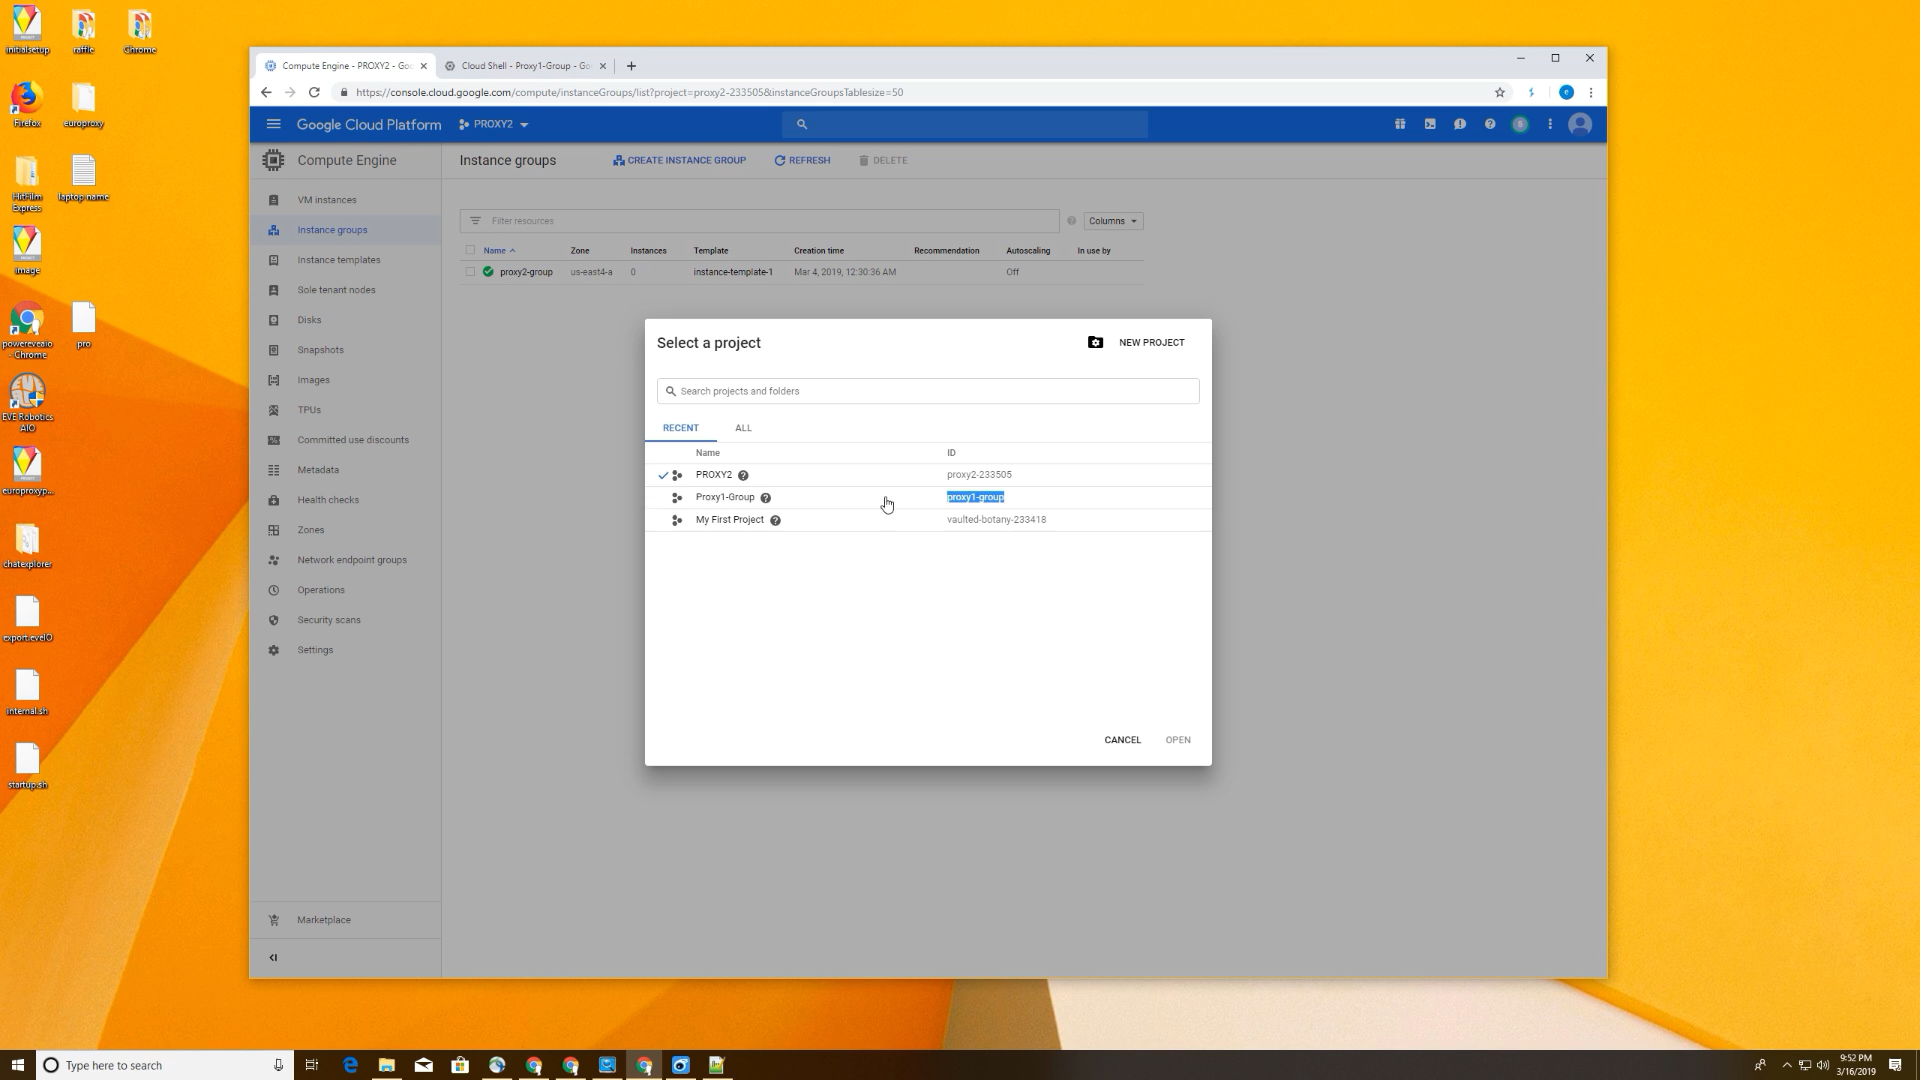 initialsetup
raffle
Chrome
Firefox
europroxy
HitFilm
Express
laptop name
image
powereveaio
- Chrome
pro
EVE Robotics
AIO
europroxyp...
chatexplorer
export.eveIO
internal.sh
startup.sh
Compute Engine - PROXY2 - Goo
Cloud Shell - Proxy1-Group - Go
https://console.cloud.google.com/compute/instanceGroups/list?project=proxy2-233505&instanceGroupsTablesize=50
Google Cloud Platform
PROXY2
Compute Engine
Instance groups
CREATE INSTANCE GROUP
REFRESH
DELETE
VM instances
Instance groups
Instance templates
Sole tenant nodes
Disks
Snapshots
Images
TPUs
Committed use discounts
Metadata
Health checks
Zones
Network endpoint groups
Operations
Security scans
Settings
Marketplace
Filter resources
Columns
Name Zone Instances Template Creation time Recommendation Autoscaling In use by
proxy2-group us-east4-a 0 instance-template-1 Mar 4, 2019, 12:30:36 AM Off
Select a project
NEW PROJECT
Search projects and folders
RECENT ALL
Name ID
PROXY2 proxy2-233505
Proxy1-Group proxy1-group
My First Project vaulted-botany-233418
CANCEL OPEN
Type here to search
9:52 PM
3/16/2019